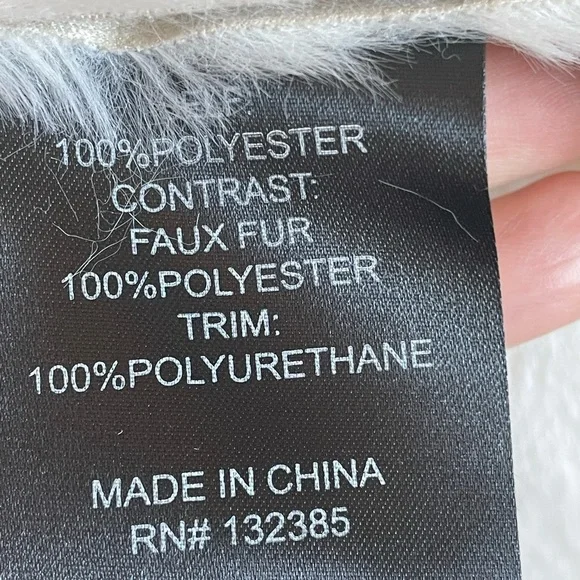 100%POLYESTER
CONTRAST:
FAUX FUR
100%POLYESTER
TRIM:
100%POLYURETHANE
MADE IN CHINA
RN# 132385